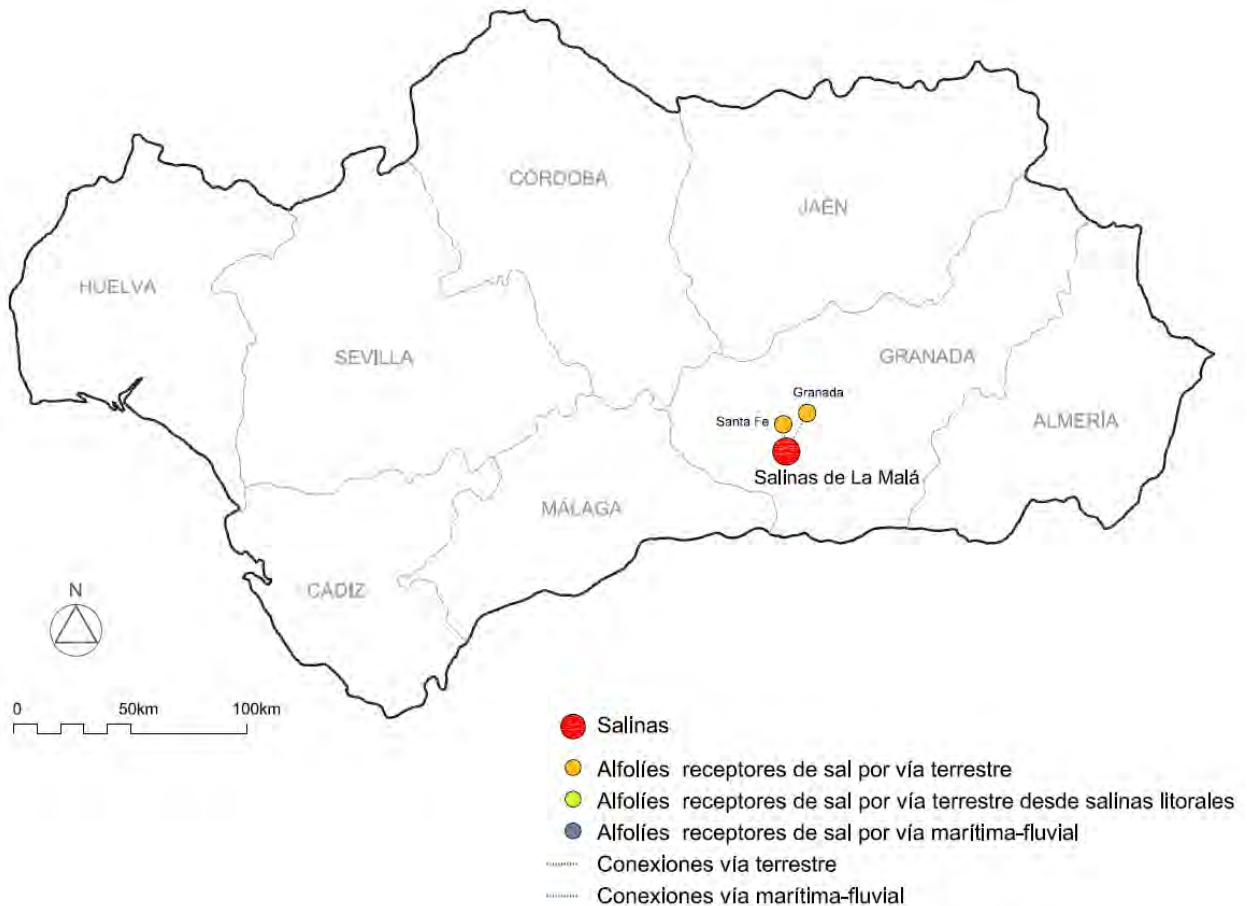 CÓRDOBA
JAÉN
HUELVA
SEVILLA
GRANADA
Granada
Santa Fe
ALMERÍA
Salinas de La Malá
MÁLAGA
CÁDIZ
N
0 50km 100km
Salinas
Alfolíes receptores de sal por vía terrestre
Alfolíes receptores de sal por vía terrestre desde salinas litorales
Alfolíes receptores de sal por vía marítima-fluvial
Conexiones vía terrestre
Conexiones vía marítima-fluvial